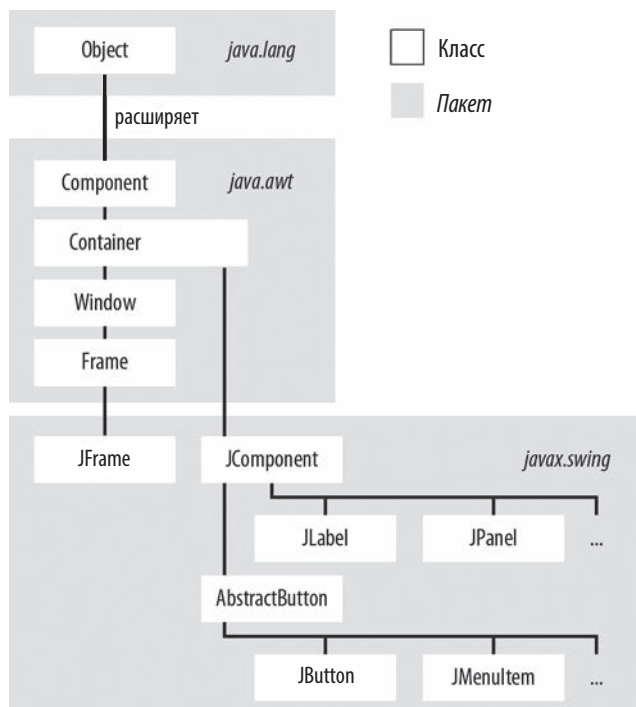 Object
java.lang
Класс
Пакет
расширяет
Component
java.awt
Container
Window
Frame
JFrame
JComponent
javax.swing
JLabel
JPanel
...
AbstractButton
JButton
JMenuItem
...